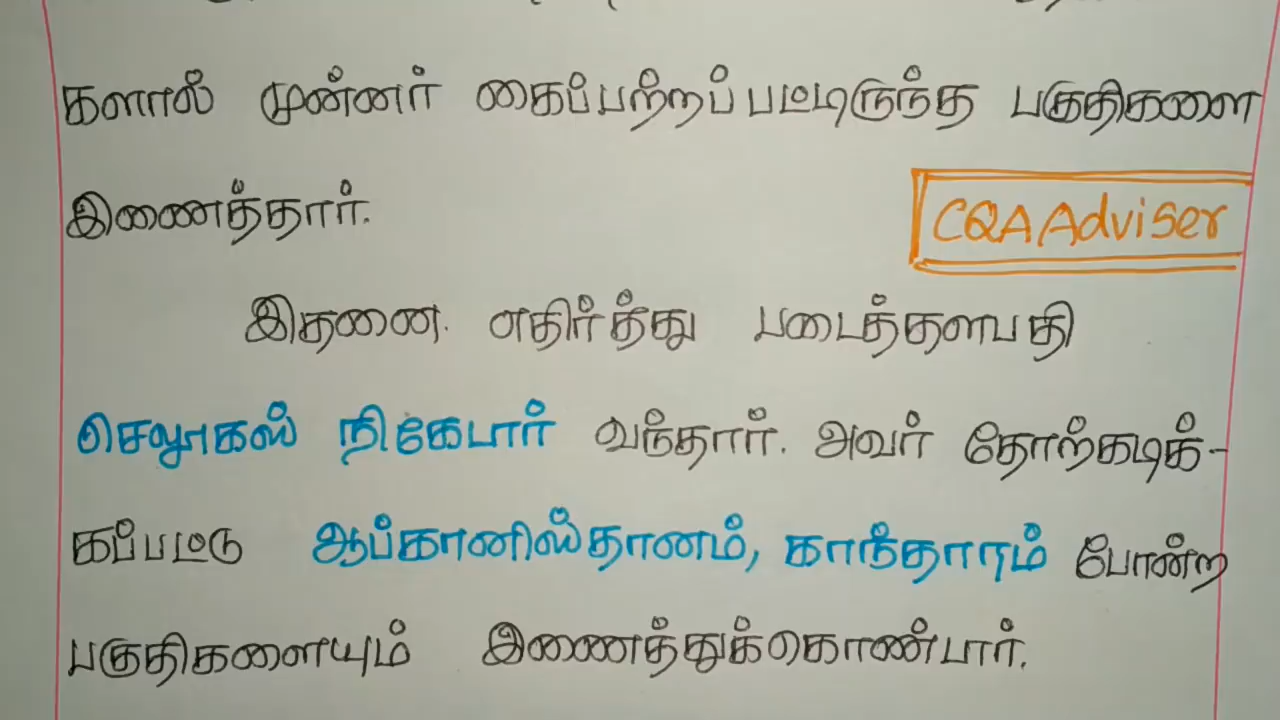 களால் முன்னர் கைப்பற்றப்பட்டிருந்த பகுதிகளை
இணைத்தார்.
CQA Adviser
இதனை எதிர்த்து படைத்தளபதி
செலூகஸ் நிகேடார் வந்தார். அவர் தோற்கடிக்-
கப்பட்டு ஆப்கானிஸ்தானம், காந்தாரம் போன்ற
பகுதிகளையும் இணைத்துக்கொண்டார்.